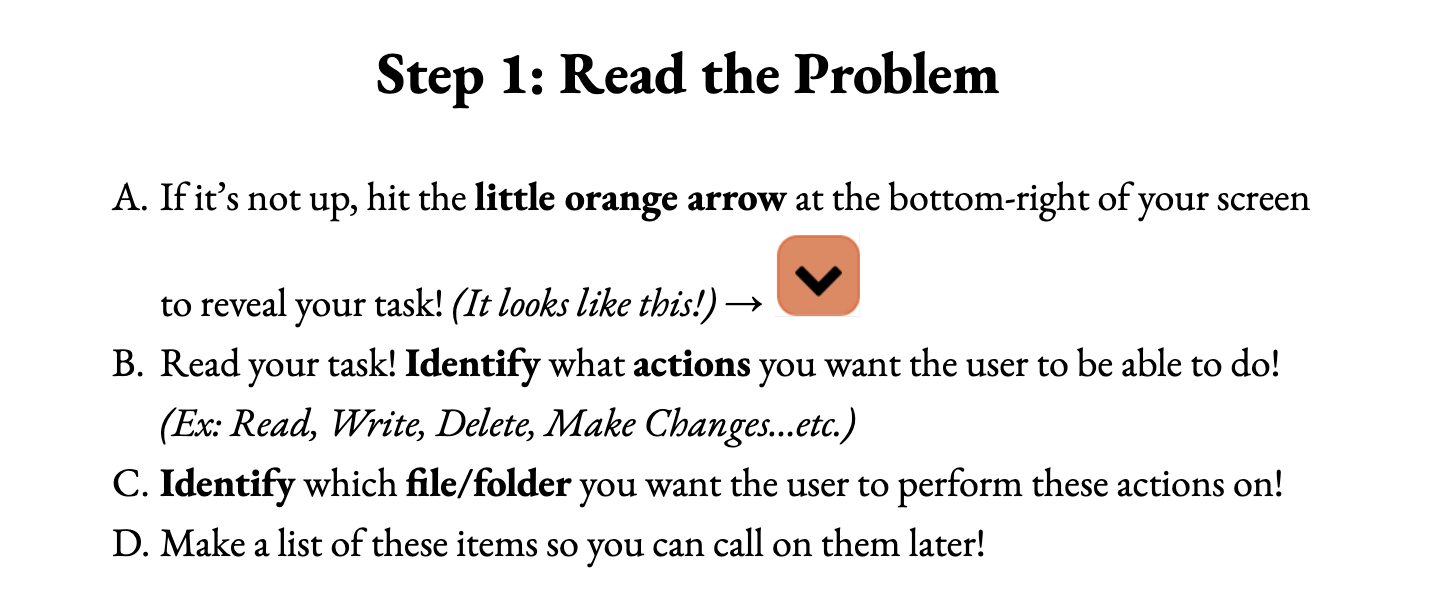 Step 1: Read the Problem
A. If it’s not up, hit the little orange arrow at the bottom-right of your screen
to reveal your task! (It looks like this!) →
B. Read your task! Identify what actions you want the user to be able to do!
(Ex: Read, Write, Delete, Make Changes...etc.)
C. Identify which file/folder you want the user to perform these actions on!
D. Make a list of these items so you can call on them later!